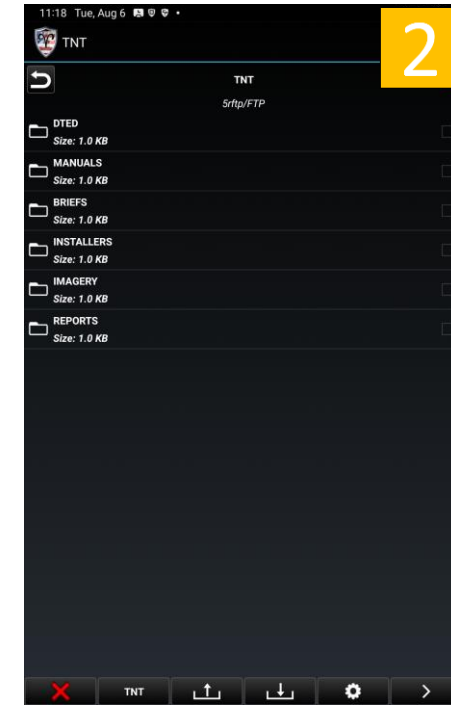 11:18 Tue, Aug 6
2
TNT
TNT
5rftp/FTP
DTED
Size: 1.0 KB
MANUALS
Size: 1.0 KB
BRIEFS
Size: 1.0 KB
INSTALLERS
Size: 1.0 KB
IMAGERY
Size: 1.0 KB
REPORTS
Size: 1.0 KB
TNT